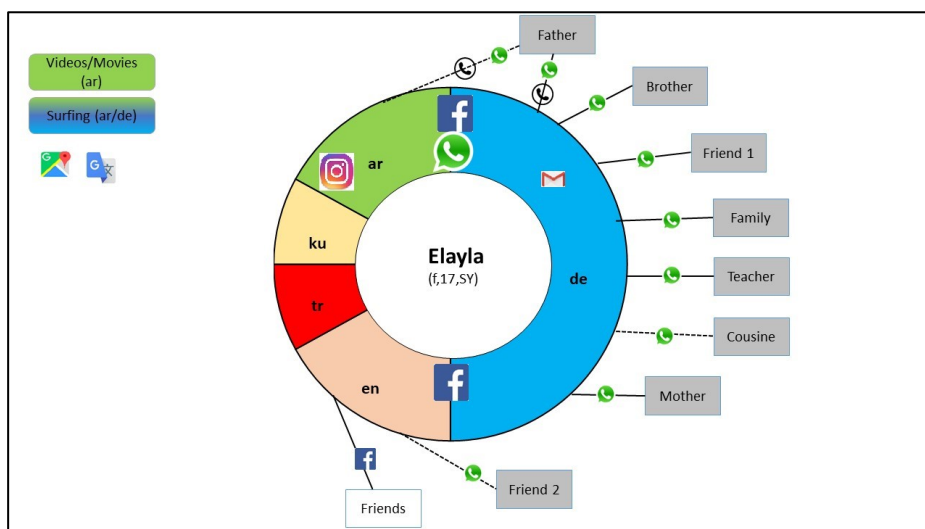 Videos/Movies
(ar)
Surfing (ar/de)
Father
Brother
Friend 1
Family
Teacher
Cousine
Mother
Friend 2
Friends
ar
ku
tr
en
de
Elayla
(f,17,SY)